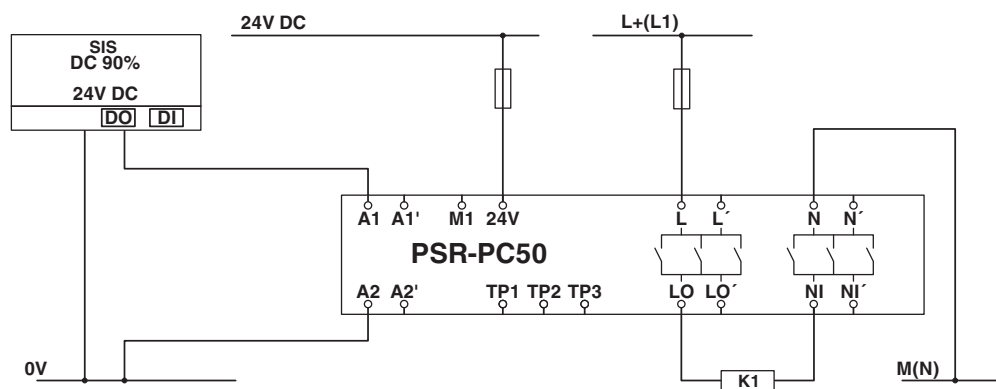 24V DC
L+(L1)
SIS
DC 90%
24V DC
DO DI
A1 A1' M1 24V L L´ N N´
PSR-PC50
A2 A2' TP1 TP2 TP3 LO LO´ NI NI´
0V
K1
M(N)